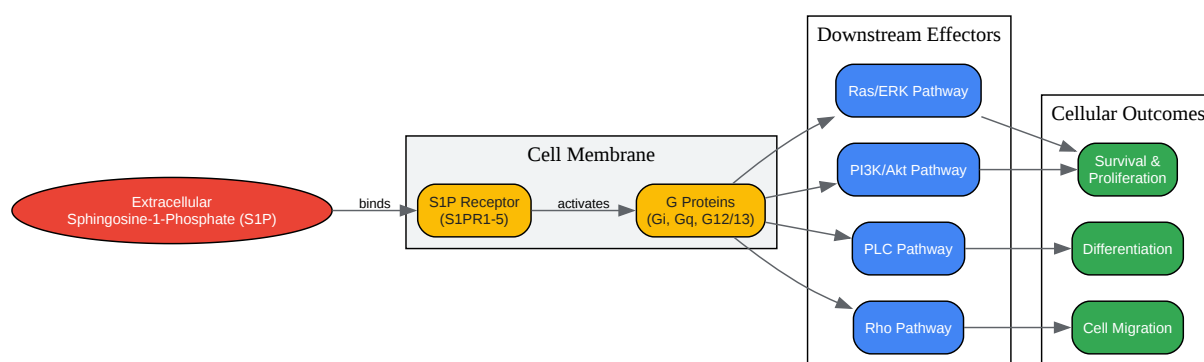 Extracellular
Sphingosine-1-Phosphate (S1P)
binds
Cell Membrane
S1P Receptor
(S1PR1-5)
activates
G Proteins
(Gi, Gq, G12/13)
Downstream Effectors
Ras/ERK Pathway
PI3K/Akt Pathway
PLC Pathway
Rho Pathway
Cellular Outcomes
Survival &
Proliferation
Differentiation
Cell Migration